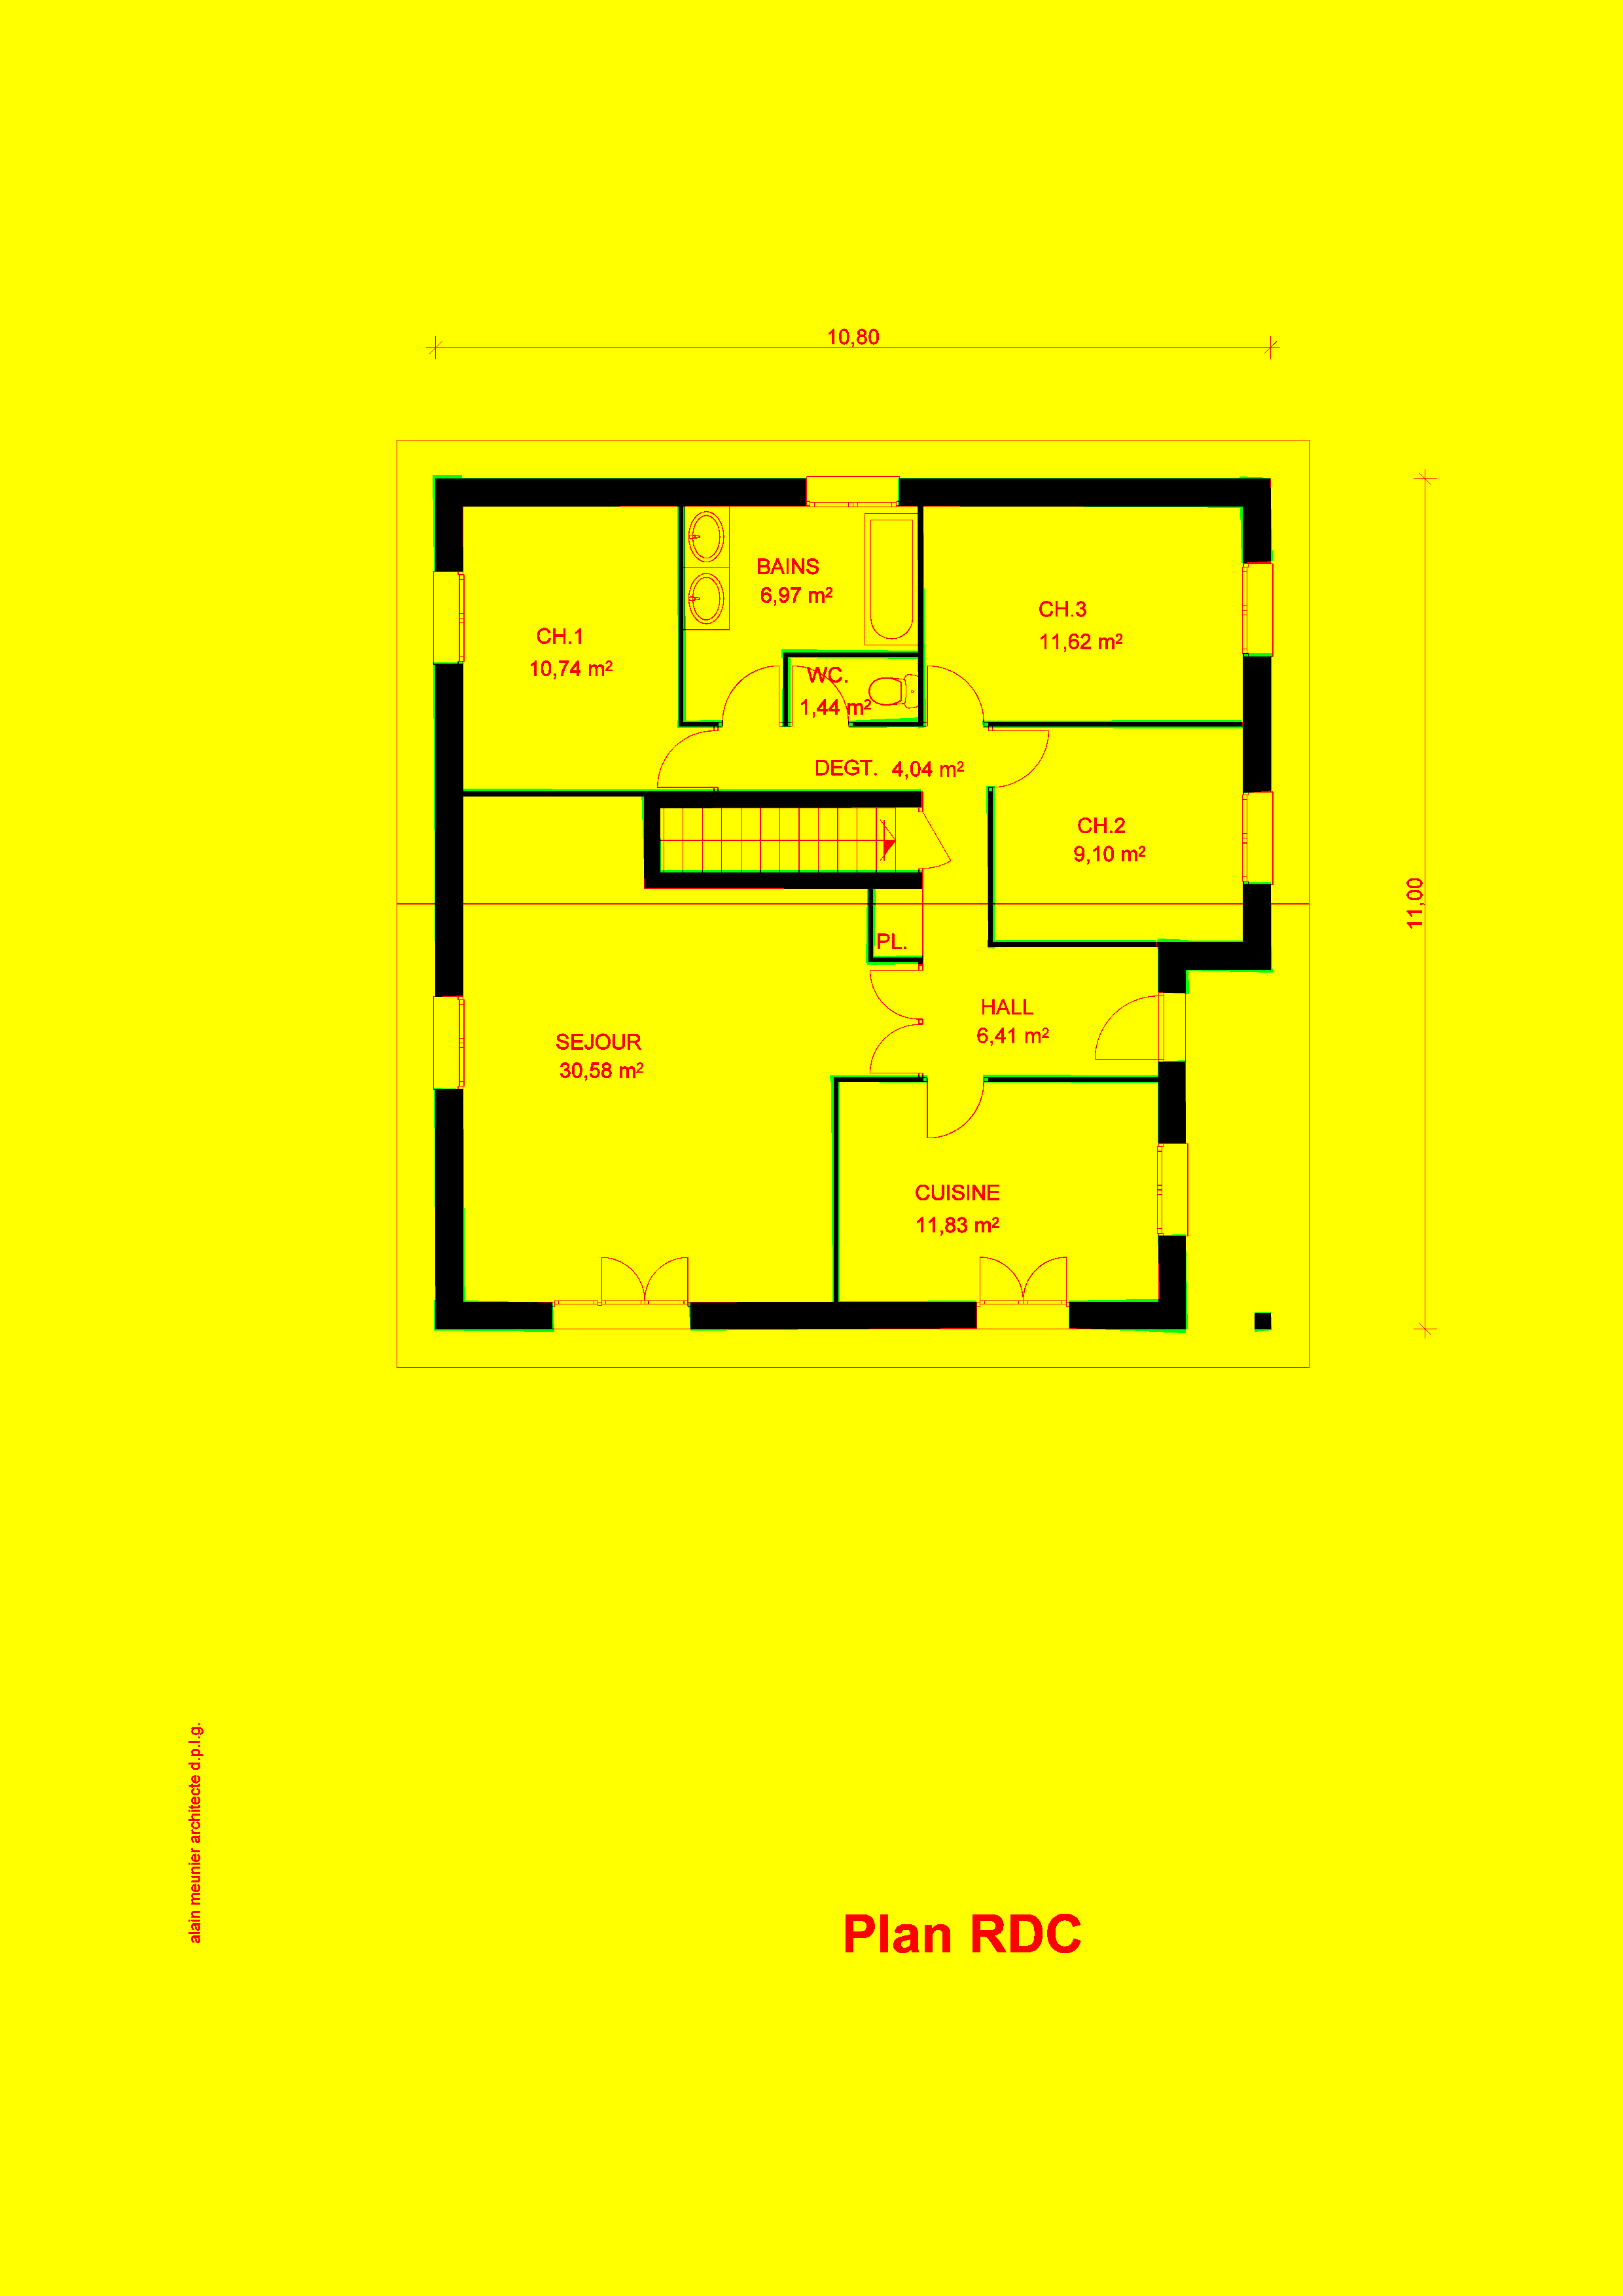 10,80
BAINS
6,97 m²
CH.3
11,62 m²
CH.1
10,74 m²
WC.
1,44 m²
DEGT. 4,04 m²
CH.2
9,10 m²
11,00
PL.
HALL
6,41 m²
SEJOUR
30,58 m²
CUISINE
11,83 m²
alain meunier architecte d.p.l.g.
Plan RDC